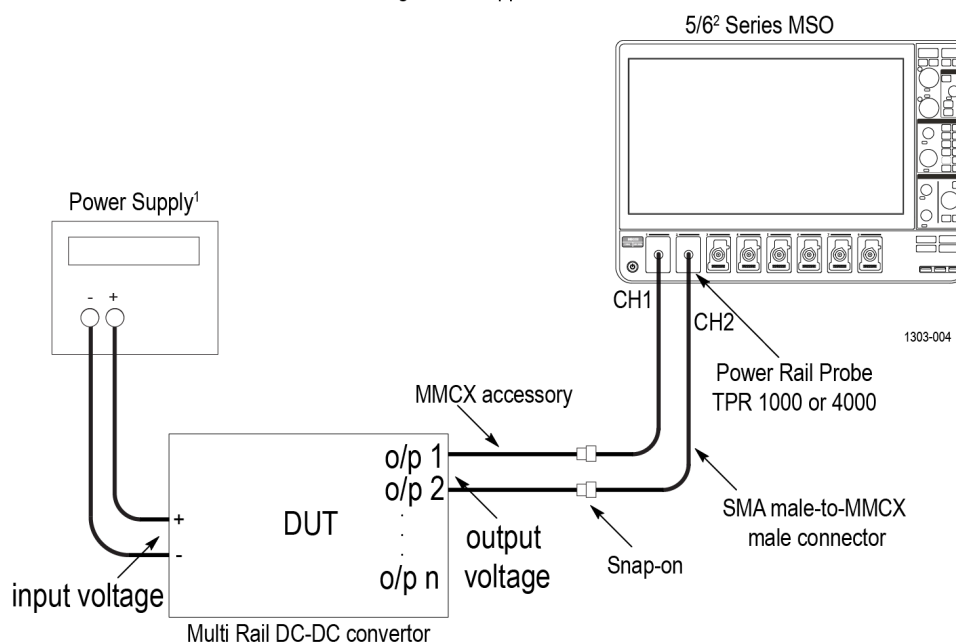 5/6² Series MSO
Power Supply¹
- +
CH1
CH2
1303-004
Power Rail Probe
TPR 1000 or 4000
MMCX accessory
o/p 1
o/p 2
.
.
.
o/p n
+
-
DUT
input voltage
output
voltage
Snap-on
SMA male-to-MMCX
male connector
Multi Rail DC-DC convertor